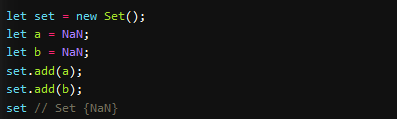 let set = new Set();
let a = NaN;
let b = NaN;
set.add(a);
set.add(b);
set // Set {NaN}